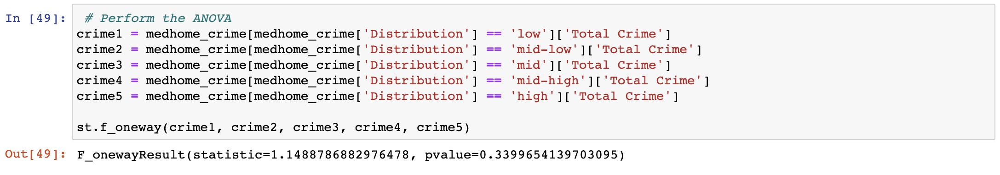 In [49]: # Perform the ANOVA
crime1 = medhome_crime[medhome_crime['Distribution'] == 'low']['Total Crime']
crime2 = medhome_crime[medhome_crime['Distribution'] == 'mid-low']['Total Crime']
crime3 = medhome_crime[medhome_crime['Distribution'] == 'mid']['Total Crime']
crime4 = medhome_crime[medhome_crime['Distribution'] == 'mid-high']['Total Crime']
crime5 = medhome_crime[medhome_crime['Distribution'] == 'high']['Total Crime']
st.f_oneway(crime1, crime2, crime3, crime4, crime5)
Out[49]: F_onewayResult(statistic=1.1488786882976478, pvalue=0.3399654139703095)